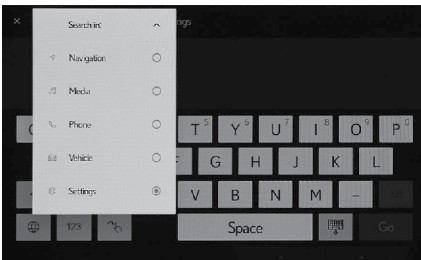 × Search in: ngs
Navigation
Media
Phone
Vehicle
Settings
T 5 Y 6 U 7 I 8 O 9 P 0
G H J K L
V B N M –
123 Space Go